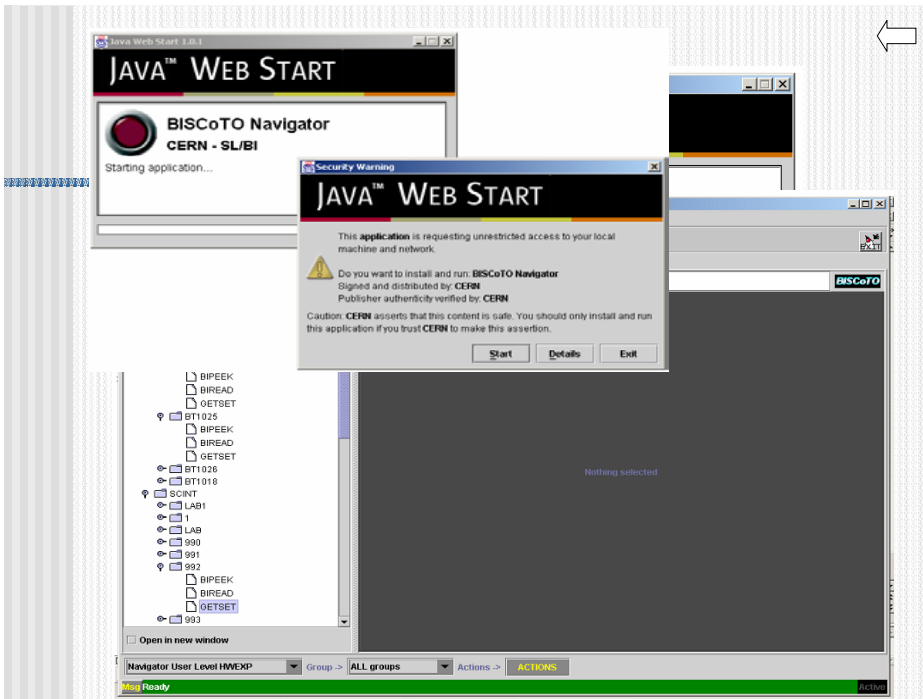 Java Web Start 1.0.1
JAVA™ WEB START
BISCoTO Navigator
CERN - SL/BI
Starting application...
Security Warning
JAVA™ WEB START
This application is requesting unrestricted access to your local
machine and network.
Do you want to install and run: BISCoTO Navigator
Signed and distributed by: CERN
Publisher authenticity verified by: CERN
Caution: CERN asserts that this content is safe. You should only install and run
this application if you trust CERN to make this assertion.
Start Details Exit
EXIT
BISCoTO
BIPEEK
BIREAD
GETSET
BT1025
BIPEEK
BIREAD
GETSET
BT1026
BT1018
SCINT
LAB1
1
LAB
990
991
992
BIPEEK
BIREAD
GETSET
993
Nothing selected
Open in new window
Navigator User Level HWEXP Group -> ALL groups Actions -> ACTIONS
Msg Ready Active